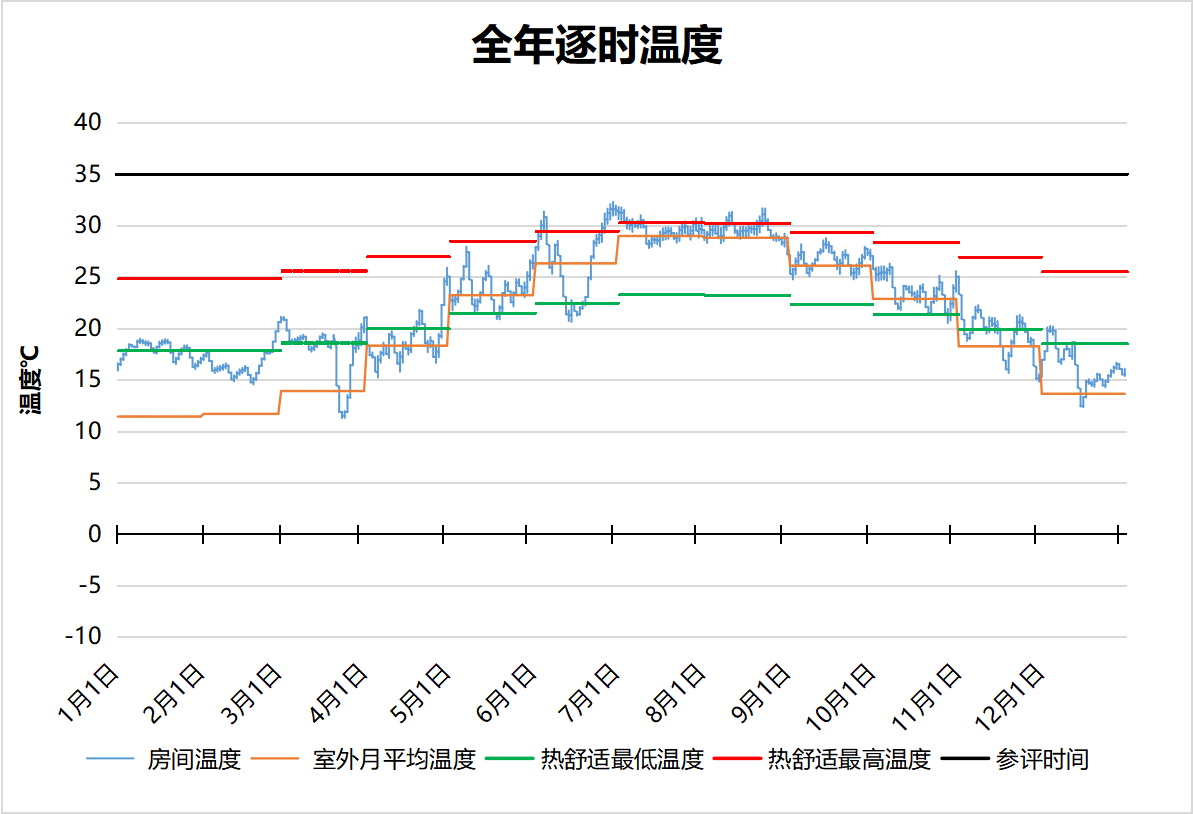 全年逐时温度
40
35
30
25
20
15
10
5
0
-5
-10
温度℃
1月1日
2月1日
3月1日
4月1日
5月1日
6月1日
7月1日
8月1日
9月1日
10月1日
11月1日
12月1日
房间温度 室外月平均温度 热舒适最低温度 热舒适最高温度 参评时间